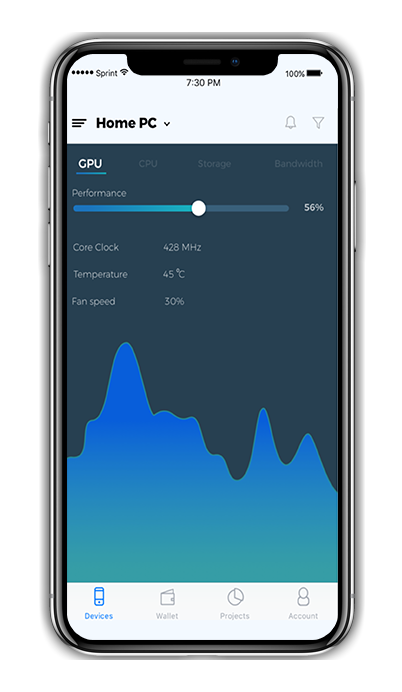 Sprint 100%
7:30 PM
Home PC
GPU CPU Storage Bandwidth
Performance
56%
Core Clock 428 MHz
Temperature 45 °C
Fan speed 30%
Devices Wallet Projects Account